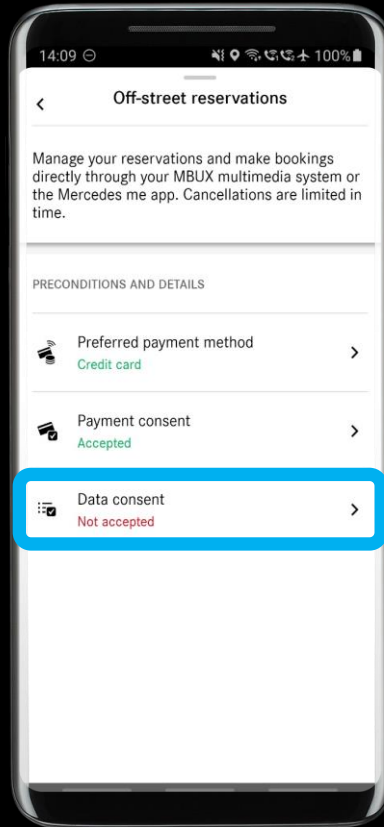 14:09 100%
Off-street reservations
Manage your reservations and make bookings
directly through your MBUX multimedia system or
the Mercedes me app. Cancellations are limited in
time.
PRECONDITIONS AND DETAILS
Preferred payment method
Credit card
Payment consent
Accepted
Data consent
Not accepted